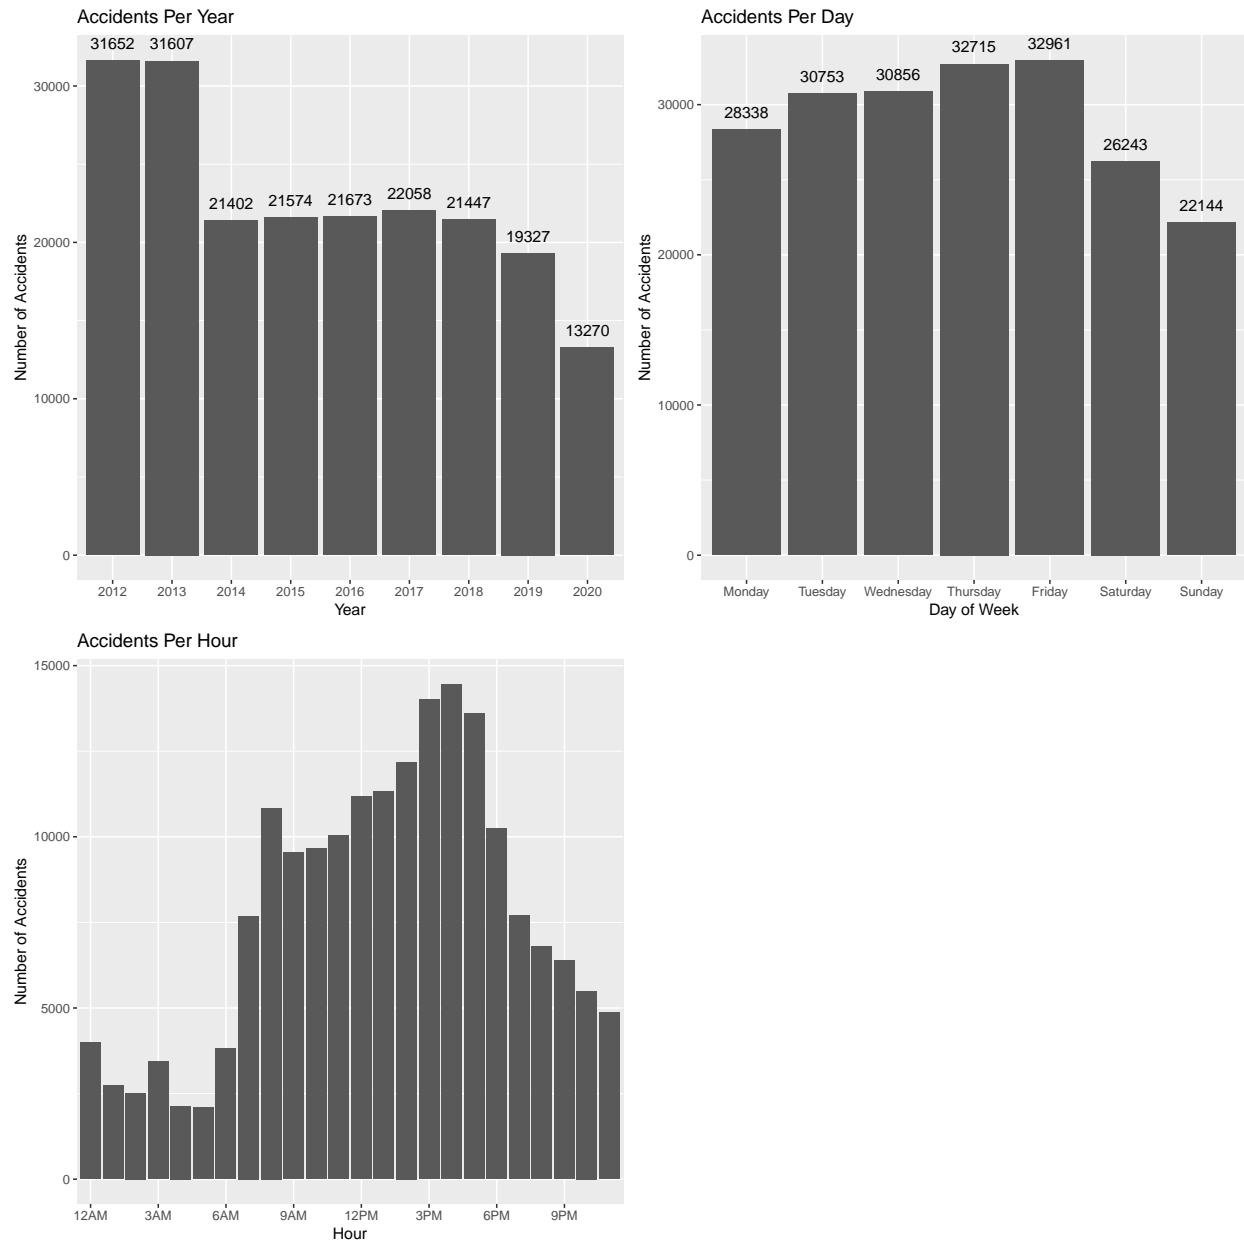 Accidents Per Year
31652 31607 21402 21574 21673 22058 21447 19327 13270
30000
20000
10000
0
Number of Accidents
2012 2013 2014 2015 2016 2017 2018 2019 2020
Year
Accidents Per Day
28338 30753 30856 32715 32961 26243 22144
30000
20000
10000
0
Number of Accidents
Monday Tuesday Wednesday Thursday Friday Saturday Sunday
Day of Week
Accidents Per Hour
15000
10000
5000
0
Number of Accidents
12AM 3AM 6AM 9AM 12PM 3PM 6PM 9PM
Hour